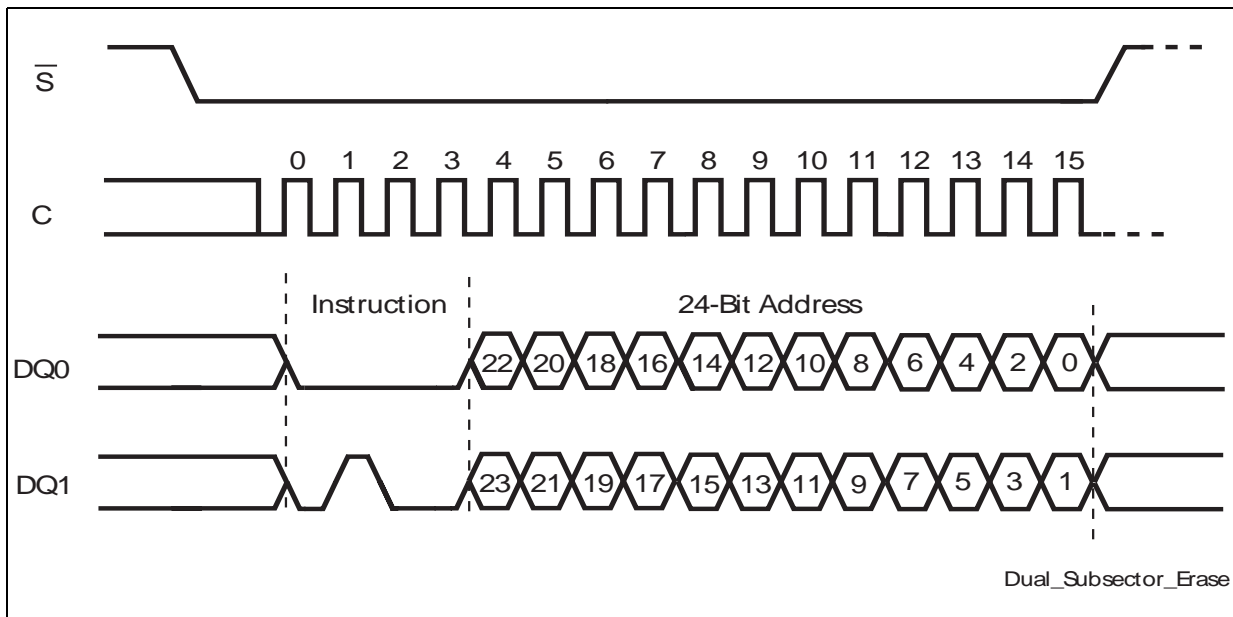 S
0 1 2 3 4 5 6 7 8 9 10 11 12 13 14 15
C
Instruction 24-Bit Address
DQ0 22 20 18 16 14 12 10 8 6 4 2 0
DQ1 23 21 19 17 15 13 11 9 7 5 3 1
Dual_Subsector_Erase